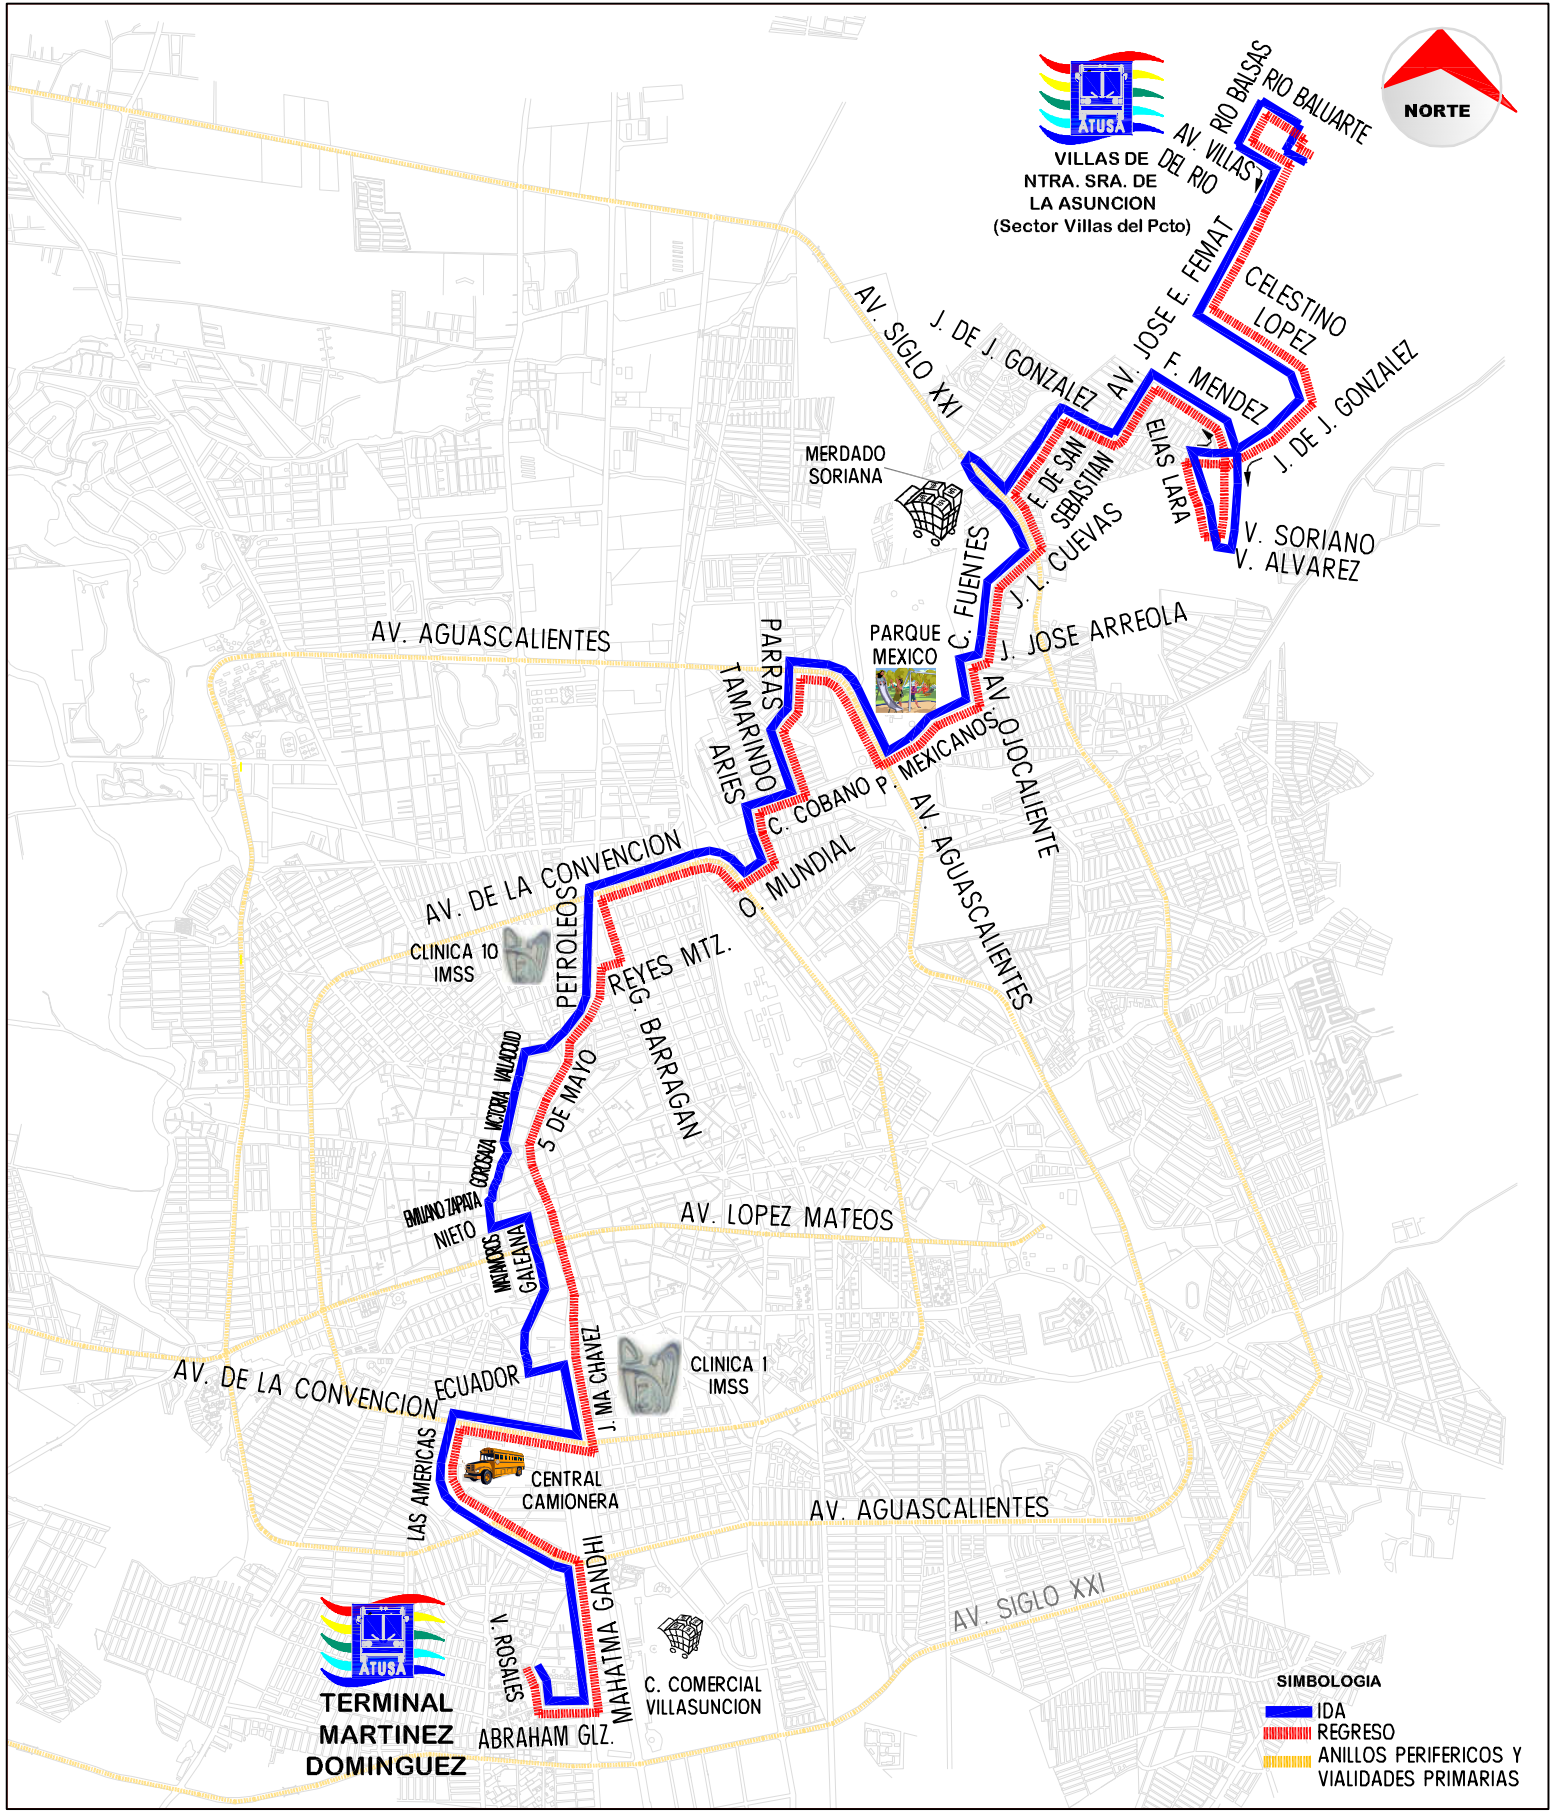 NORTE
ATUSA
VILLAS DE
NTRA. SRA. DE
LA ASUNCION
(Sector Villas del Pcto)
RIO BALSAS
RIO BALUARTE
AV. VILLAS
DEL RIO
AV. JOSE E. FEMAT
CELESTINO
LOPEZ
AV. SIGLO XXI
J. DE J. GONZALEZ
F. MENDEZ
J. DE J. GONZALEZ
ELIAS LARA
MERDADO
SORIANA
E. DE SAN
SEBASTIAN
V. SORIANO
V. ALVAREZ
J. L. CUEVAS
C. FUENTES
J. JOSE ARREOLA
PARQUE
MEXICO
AV. AGUASCALIENTES
PARRAS
TAMARINDO
ARIES
AV. OJOCALIENTE
P. MEXICANOS
C. COBANO
AV. AGUASCALIENTES
O. MUNDIAL
AV. DE LA CONVENCION
PETROLEOS
CLINICA 10
IMSS
REYES MTZ.
G. BARRAGAN
VALLADOLID
VICTORIA
5 DE MAYO
GOROSAZA
EMILIANO ZAPATA
NIETO
MATAMOROS
GALEANA
AV. LOPEZ MATEOS
J. MA CHAVEZ
CLINICA 1
IMSS
AV. DE LA CONVENCION
ECUADOR
LAS AMERICAS
CENTRAL
CAMIONERA
AV. AGUASCALIENTES
MAHATMA GANDHI
AV. SIGLO XXI
V. ROSALES
ATUSA
TERMINAL
MARTINEZ
DOMINGUEZ
C. COMERCIAL
VILLASUNCION
ABRAHAM GLZ.
SIMBOLOGIA
IDA
REGRESO
ANILLOS PERIFERICOS Y
VIALIDADES PRIMARIAS